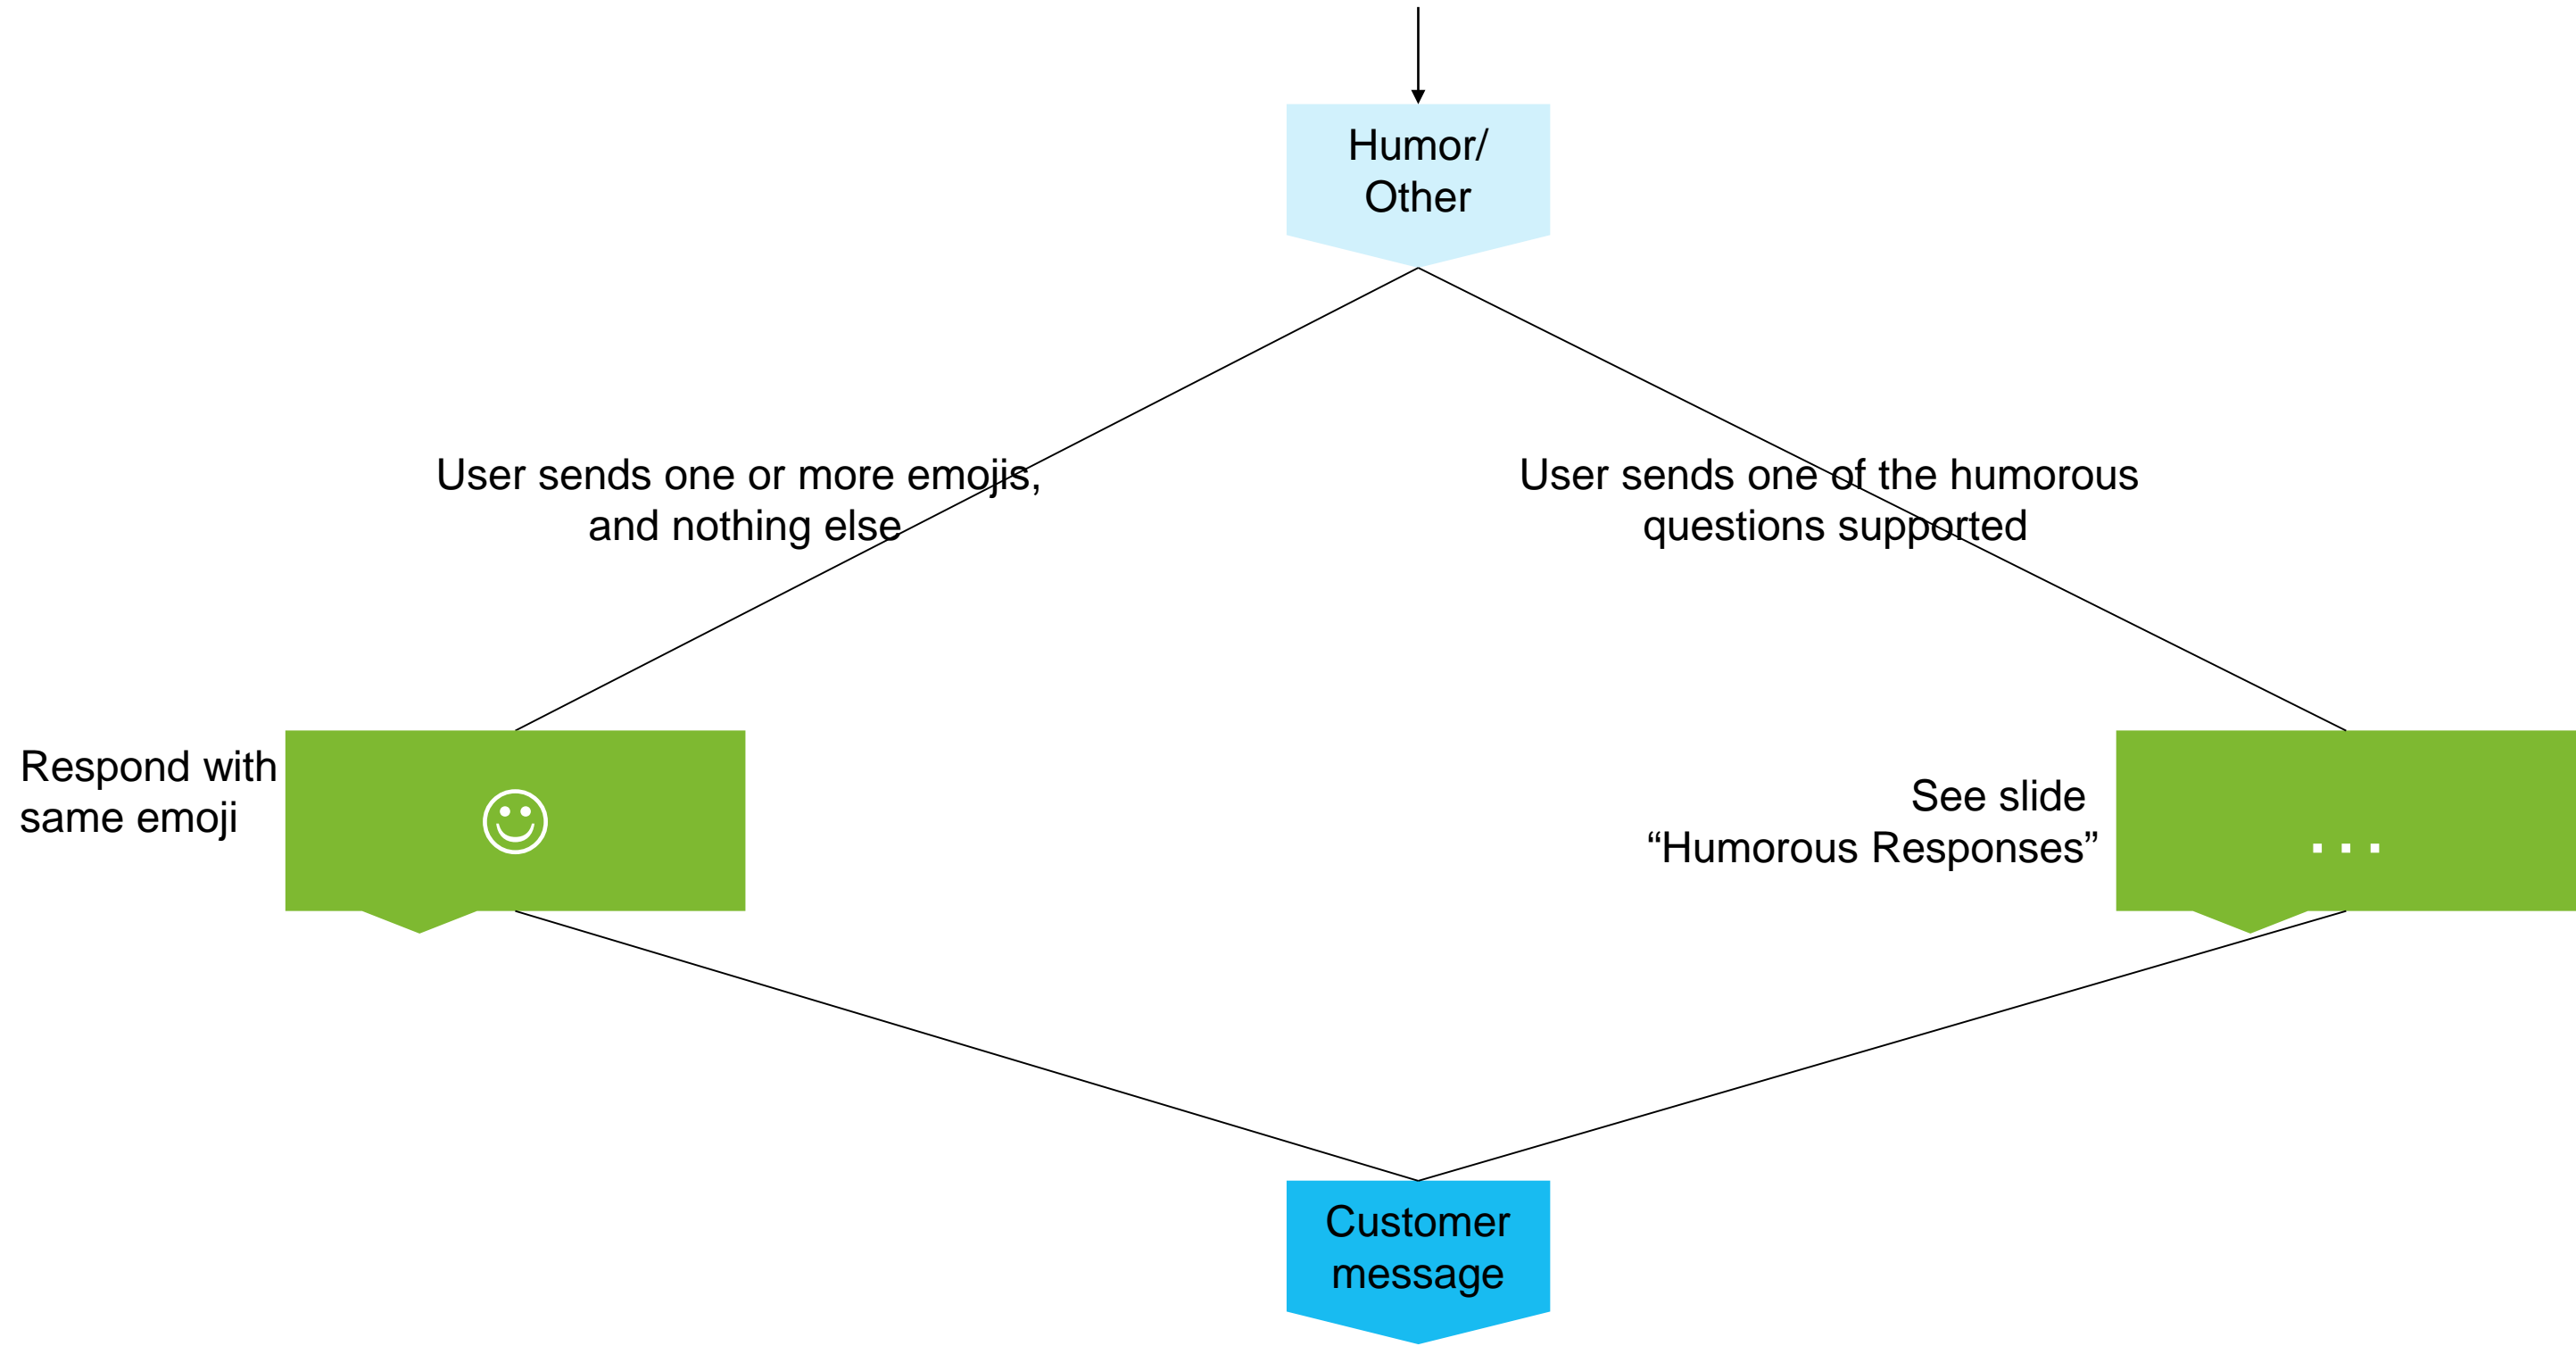 Humor/
Other
User sends one or more emojis,
and nothing else
User sends one of the humorous
questions supported
Respond with
same emoji
☺
See slide
“Humorous Responses”
...
Customer
message